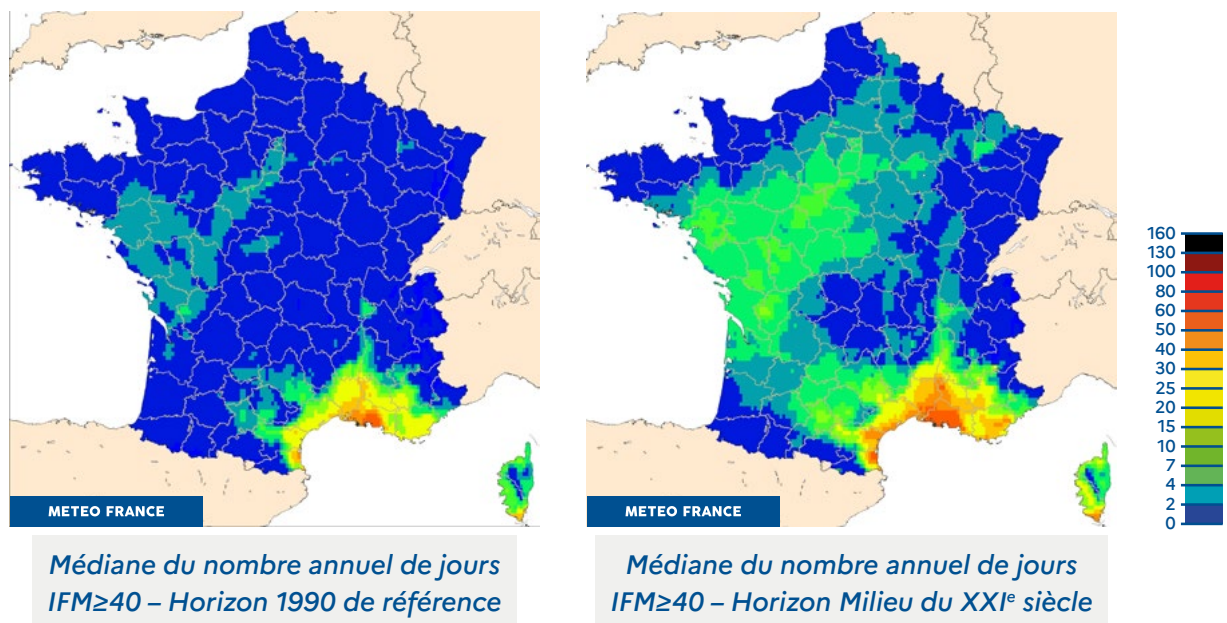 METEO FRANCE
Médiane du nombre annuel de jours
IFM≥40 – Horizon 1990 de référence
METEO FRANCE
Médiane du nombre annuel de jours
IFM≥40 – Horizon Milieu du XXIe siècle
160
130
100
80
60
50
40
30
25
20
15
10
7
4
2
0